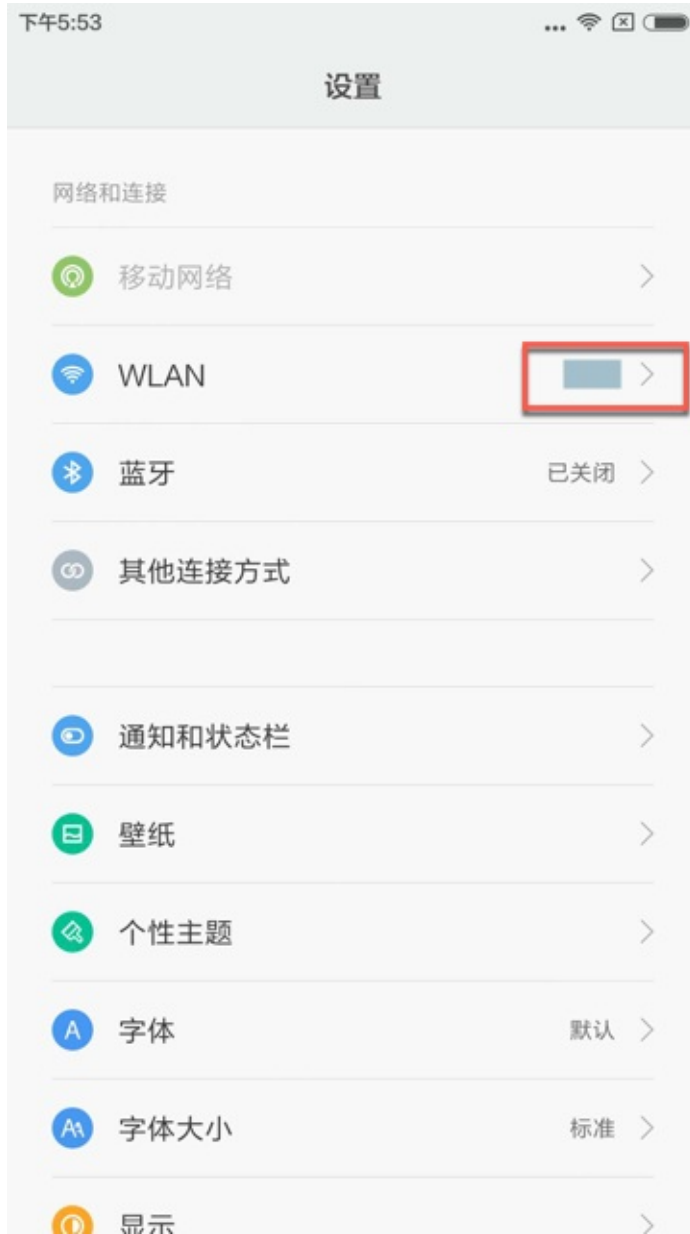 下午5:53
设置
网络和连接
移动网络
WLAN
蓝牙 已关闭
其他连接方式
通知和状态栏
壁纸
个性主题
字体 默认
字体大小 标准
显示